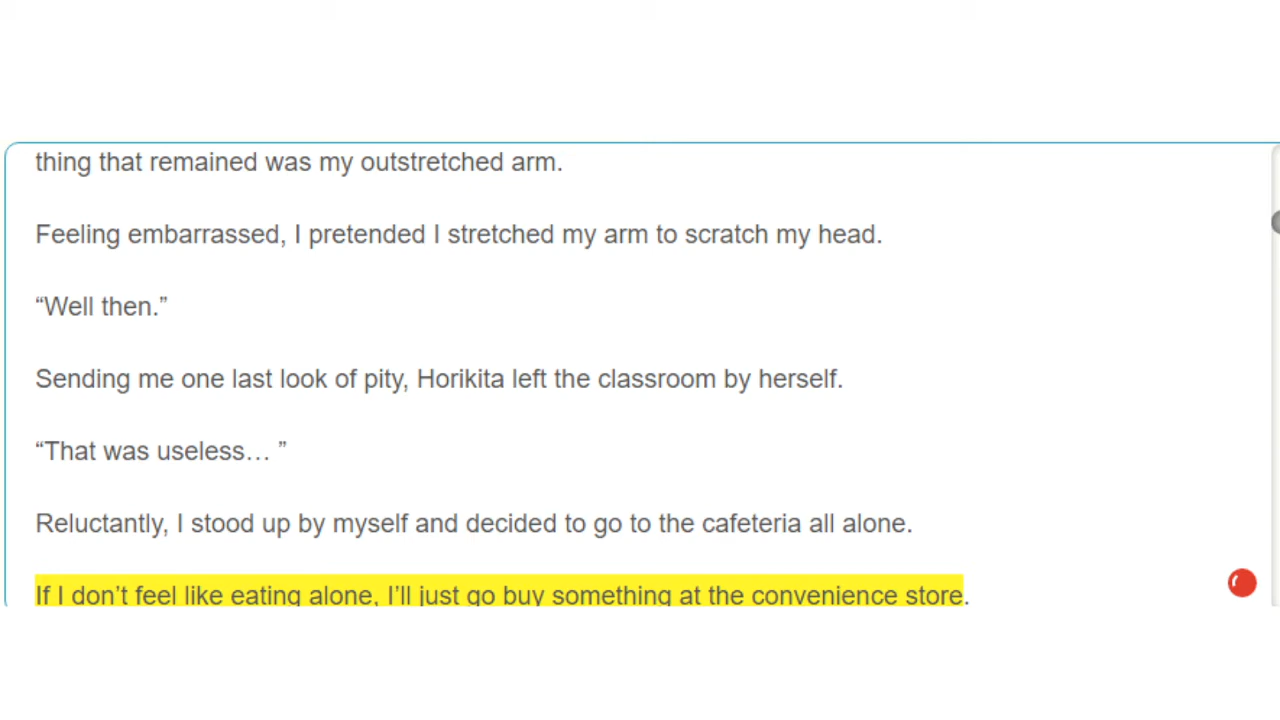 thing that remained was my outstretched arm.
Feeling embarrassed, I pretended I stretched my arm to scratch my head.
“Well then.”
Sending me one last look of pity, Horikita left the classroom by herself.
“That was useless… ”
Reluctantly, I stood up by myself and decided to go to the cafeteria all alone.
If I don’t feel like eating alone, I’ll just go buy something at the convenience store.